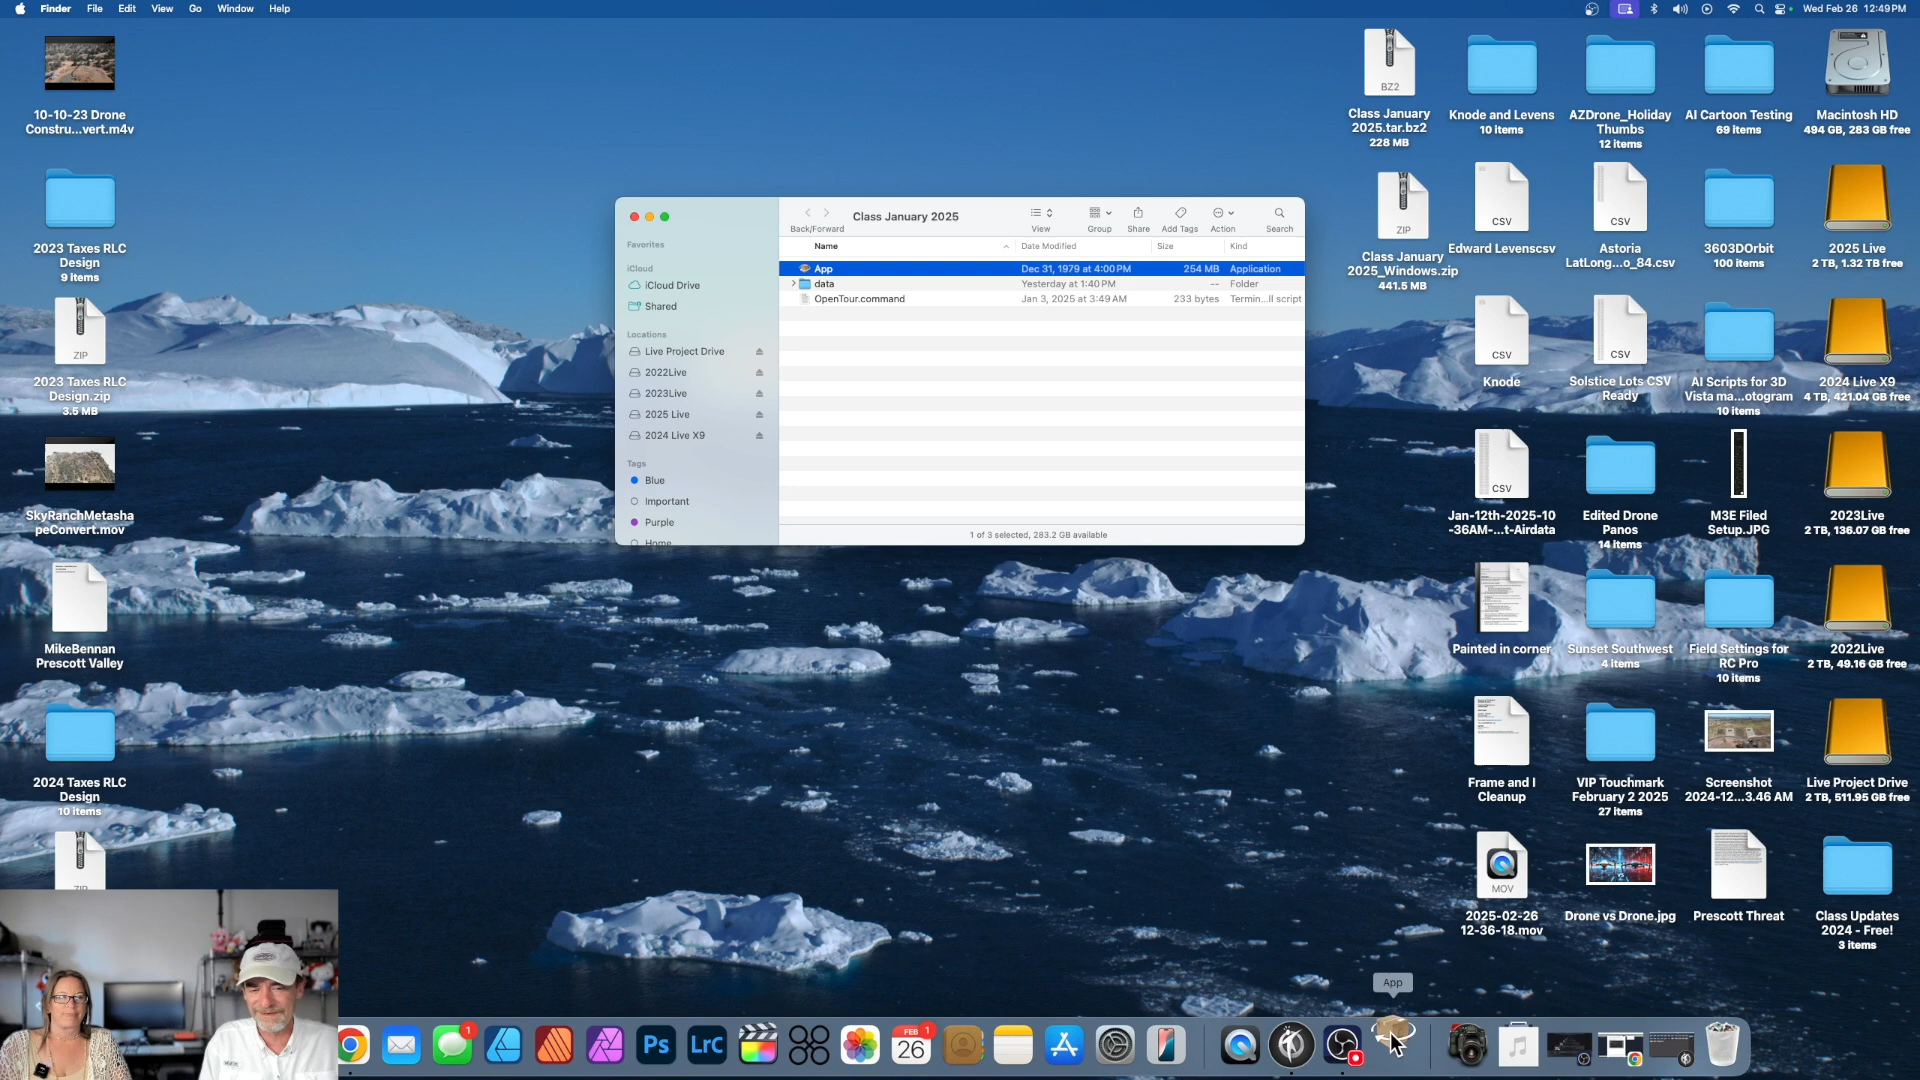 Finder File Edit View Go Window Help
Wed Feb 26 12:49 PM
10-10-23 Drone
Constru...vert.m4v
2023 Taxes RLC
Design
9 items
ZIP
2023 Taxes RLC
Design.zip
3.5 MB
SkyRanchMetasha
peConvert.mov
MikeBennan
Prescott Valley
2024 Taxes RLC
Design
10 items
ZIP
Class January 2025
Back/Forward View Group Share Add Tags Action Search
Favorites
iCloud
iCloud Drive
Shared
Locations
Live Project Drive
2022Live
2023Live
2025 Live
2024 Live X9
Tags
Blue
Important
Purple
Home
Name Date Modified Size Kind
App Dec 31, 1979 at 4:00 PM 254 MB Application
data Yesterday at 1:40 PM -- Folder
OpenTour.command Jan 3, 2025 at 3:49 AM 233 bytes Termin...ll script
1 of 3 selected, 283.2 GB available
BZ2
Class January
2025.tar.bz2
228 MB
Knode and Levens
10 items
AZDrone_Holiday
Thumbs
12 items
AI Cartoon Testing
69 items
Macintosh HD
494 GB, 283 GB free
ZIP
Class January
2025_Windows.zip
441.5 MB
CSV
Edward Levenscsv
CSV
Astoria
LatLong...o_84.csv
3603DOrbit
100 items
2025 Live
2 TB, 1.32 TB free
CSV
Knode
CSV
Solstice Lots CSV
Ready
AI Scripts for 3D
Vista ma...otogram
10 items
2024 Live X9
4 TB, 421.04 GB free
CSV
Jan-12th-2025-10
-36AM-...t-Airdata
Edited Drone
Panos
14 items
M3E Filed
Setup.JPG
2023Live
2 TB, 136.07 GB free
Painted in corner
Sunset Southwest
4 items
Field Settings for
RC Pro
10 items
2022Live
2 TB, 49.16 GB free
Frame and I
Cleanup
VIP Touchmark
February 2 2025
27 items
Screenshot
2024-12...3.46 AM
Live Project Drive
2 TB, 511.95 GB free
MOV
2025-02-26
12-36-18.mov
Drone vs Drone.jpg
Prescott Threat
Class Updates
2024 - Free!
3 items
App
1
Ps
LrC
FEB
26
1